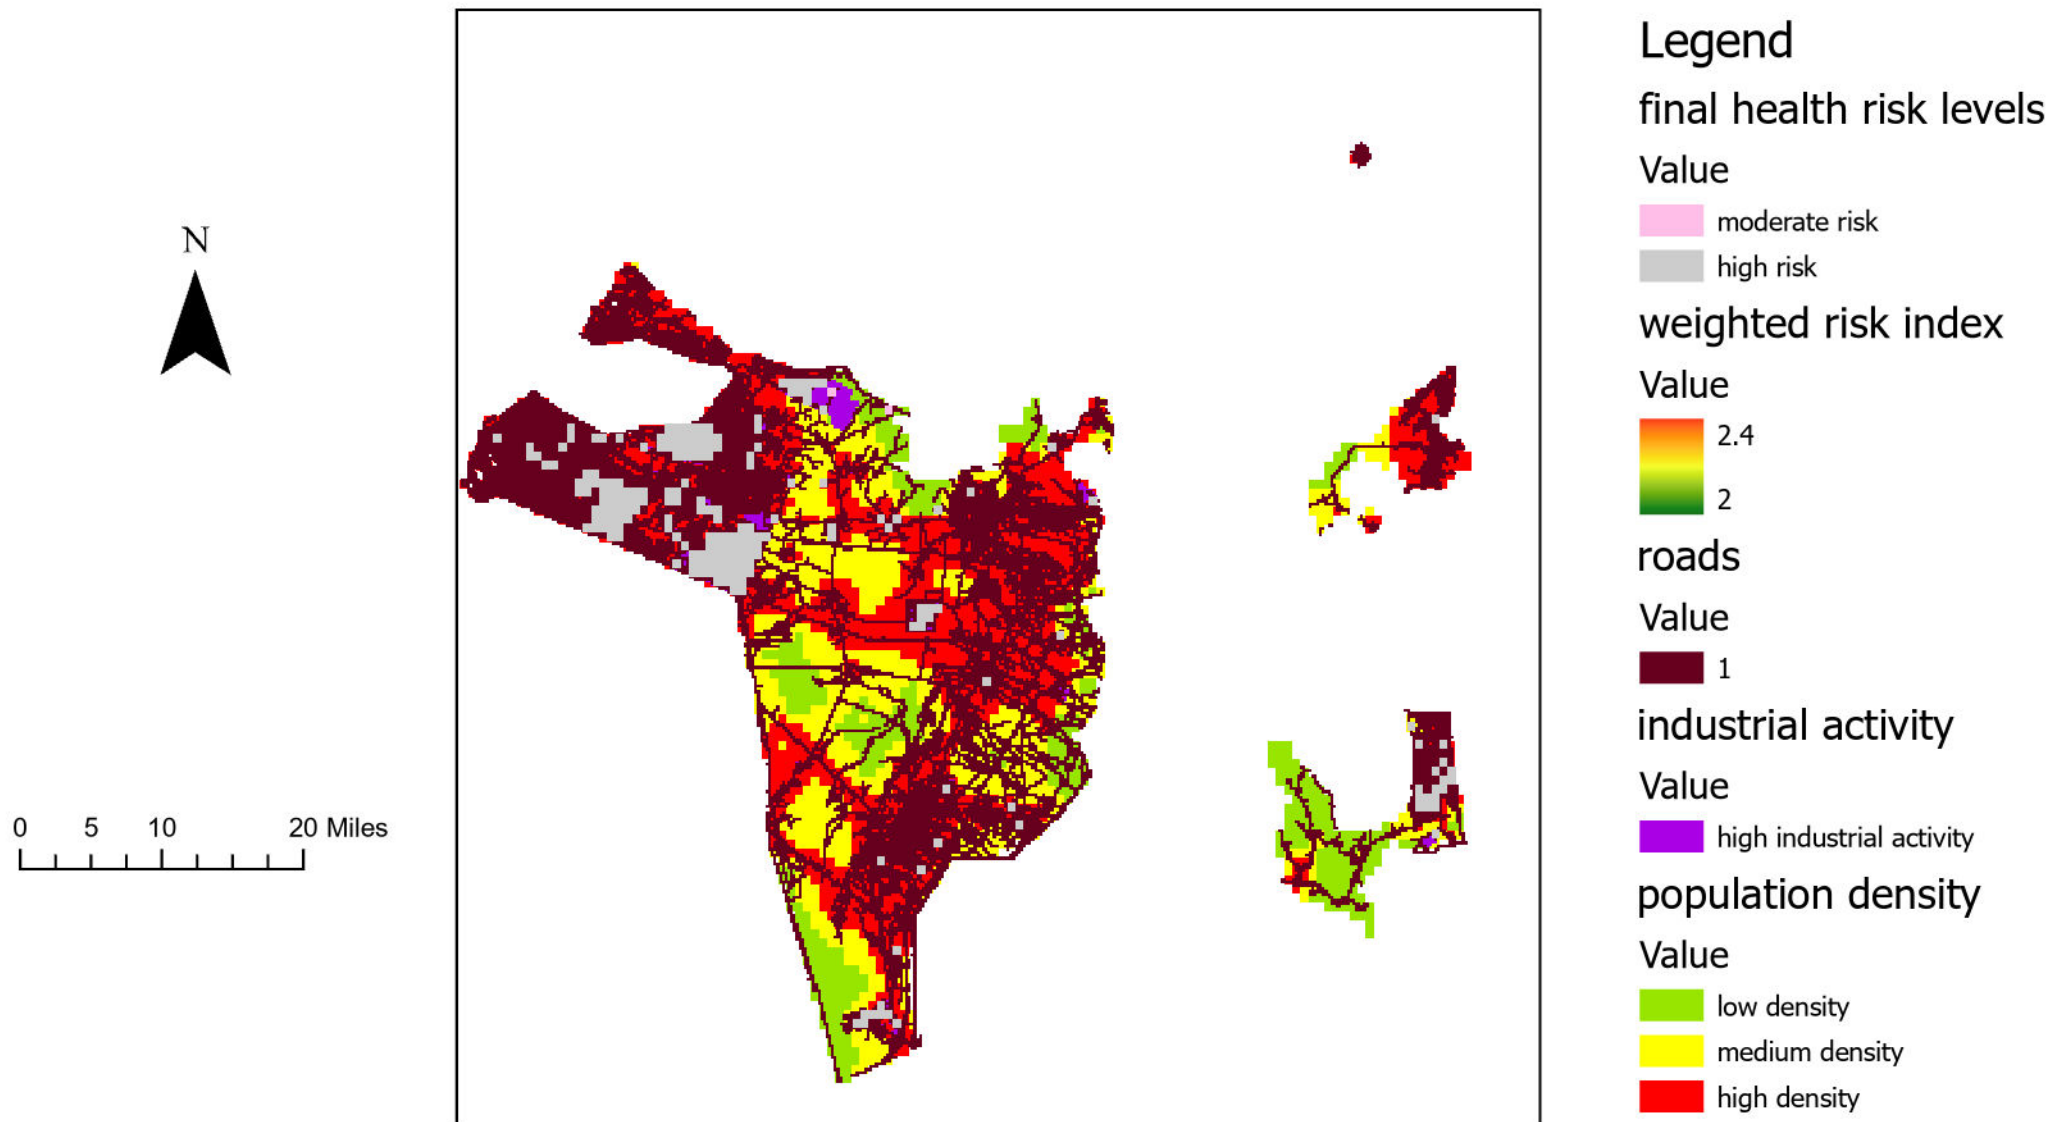 N
0 5 10 20 Miles
Legend
final health risk levels
Value
moderate risk
high risk
weighted risk index
Value
2.4
2
roads
Value
1
industrial activity
Value
high industrial activity
population density
Value
low density
medium density
high density